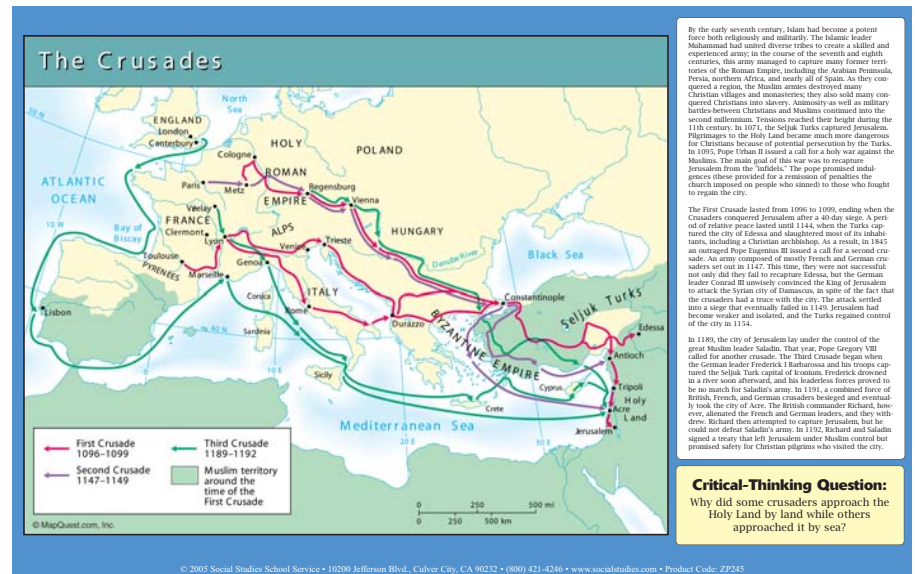 The Crusades
North
Sea
50 N
ENGLAND
London
Canterbury
HOLY
POLAND
Cologne
ROMAN
ATLANTIC
OCEAN
Paris
Metz
Regensburg
EMPIRE
Vienna
10 W
Vèelay
FRANCE
Bay of
Biscay
Clermont
Lyon
ALPS
HUNGARY
Venice
Trieste
Toulouse
PYRENEES
Genoa
Danube River
Black Sea
Marseille
Corsica
ITALY
Constantinople
Seljuk Turks
Lisbon
Rome
Durazzo
Edessa
40 N
Sardinia
BYZANTINE EMPIRE
Antioch
0
Sicily
Cyprus
Tripoli
Crete
Holy
Acre
Land
Mediterranean Sea
Jerusalem
20 E
30 E
First Crusade
1096–1099
Third Crusade
1189–1192
Second Crusade
1147–1149
Muslim territory
around the
time of the
First Crusade
0 250 500 mi
0 250 500 km
© MapQuest.com, Inc.
By the early seventh century, Islam had become a potent
force both religiously and militarily. The Islamic leader
Muhammad had united diverse tribes to create a skilled and
experienced army; in the course of the seventh and eighth
centuries, this army managed to capture many former terri-
tories of the Roman Empire, including the Arabian Peninsula,
Persia, northern Africa, and nearly all of Spain. As they con-
quered a region, the Muslim armies destroyed many
Christian villages and monasteries; they also sold many con-
quered Christians into slavery. Animosity-as well as military
battles-between Christians and Muslims continued into the
second millennium. Tensions reached their height during the
11th century. In 1071, the Seljuk Turks captured Jerusalem.
Pilgrimages to the Holy Land became much more dangerous
for Christians because of potential persecution by the Turks.
In 1095, Pope Urban II issued a call for a holy war against the
Muslims. The main goal of this war was to recapture
Jerusalem from the "infidels." The pope promised indul-
gences (these provided for a remission of penalties the
church imposed on people who sinned) to those who fought
to regain the city.
The First Crusade lasted from 1096 to 1099, ending when the
Crusaders conquered Jerusalem after a 40-day siege. A peri-
od of relative peace lasted until 1144, when the Turks cap-
tured the city of Edessa and slaughtered most of its inhabi-
tants, including a Christian archbishop. As a result, in 1845
an outraged Pope Eugenius III issued a call for a second cru-
sade. An army composed of mostly French and German cru-
saders set out in 1147. This time, they were not successful:
not only did they fail to recapture Edessa, but the German
leader Conrad III unwisely convinced the King of Jerusalem
to attack the Syrian city of Damascus, in spite of the fact that
the crusaders had a truce with the city. The attack settled
into a siege that eventually failed in 1149. Jerusalem had
become weaker and isolated, and the Turks regained control
of the city in 1154.
In 1189, the city of Jerusalem lay under the control of the
great Muslim leader Saladin. That year, Pope Gregory VIII
called for another crusade. The Third Crusade began when
the German leader Frederick I Barbarossa and his troops cap-
tured the Seljuk Turk capital of Iconium. Frederick drowned
in a river soon afterward, and his leaderless forces proved to
be no match for Saladin's army. In 1191, a combined force of
British, French, and German crusaders besieged and eventual-
ly took the city of Acre. The British commander Richard, how-
ever, alienated the French and German leaders, and they with-
drew. Richard then attempted to capture Jerusalem, but he
could not defeat Saladin's army. In 1192, Richard and Saladin
signed a treaty that left Jerusalem under Muslim control but
promised safety for Christian pilgrims who visited the city.
Critical-Thinking Question:
Why did some crusaders approach the
Holy Land by land while others
approached it by sea?
© 2005 Social Studies School Service • 10200 Jefferson Blvd., Culver City, CA 90232 • (800) 421-4246 • www.socialstudies.com • Product Code: ZP245